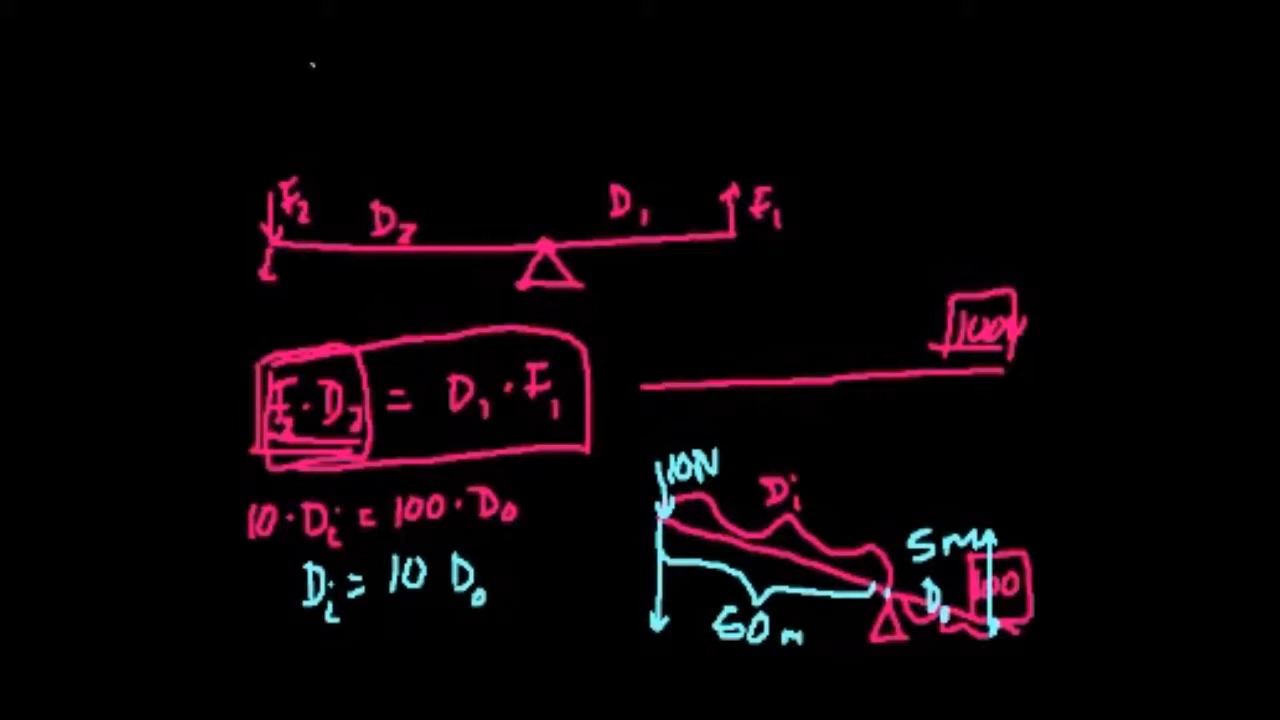 F₂ D₂ D₁ F₁
100N
F₂ · D₂ = D₁ · F₁
10N Di
10 · Di = 100 · Do
5m
Di = 10 Do
Do 100
50m